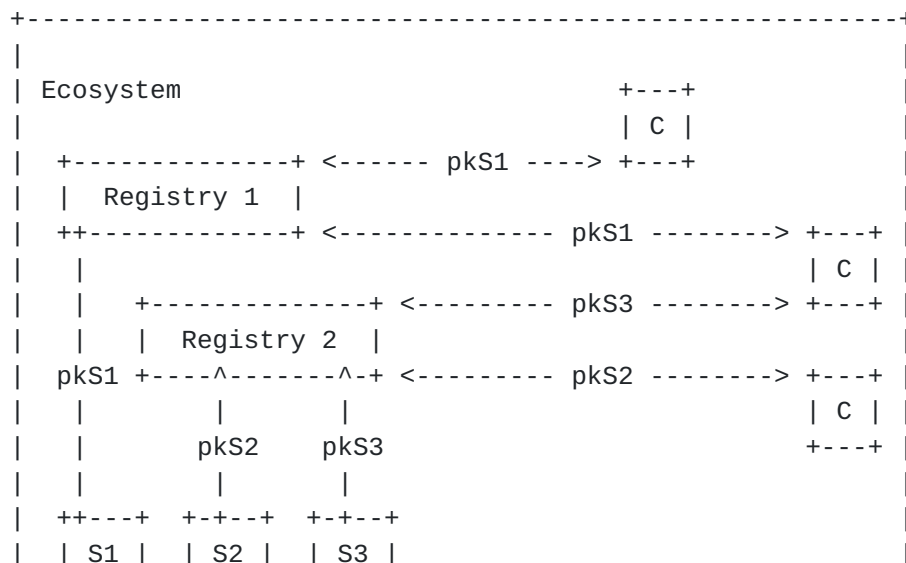 Ecosystem
C
pkS1
Registry 1
pkS1
C
pkS3
Registry 2
pkS1 pkS2
C
pkS2 pkS3
S1 S2 S3